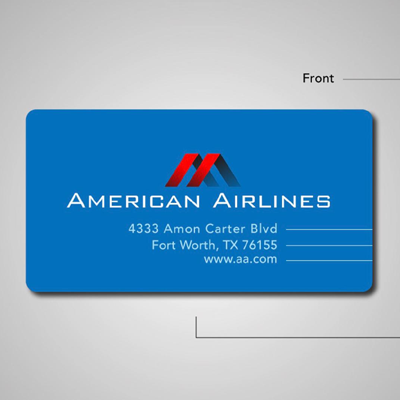 Front
AMERICAN AIRLINES
4333 Amon Carter Blvd
Fort Worth, TX 76155
www.aa.com